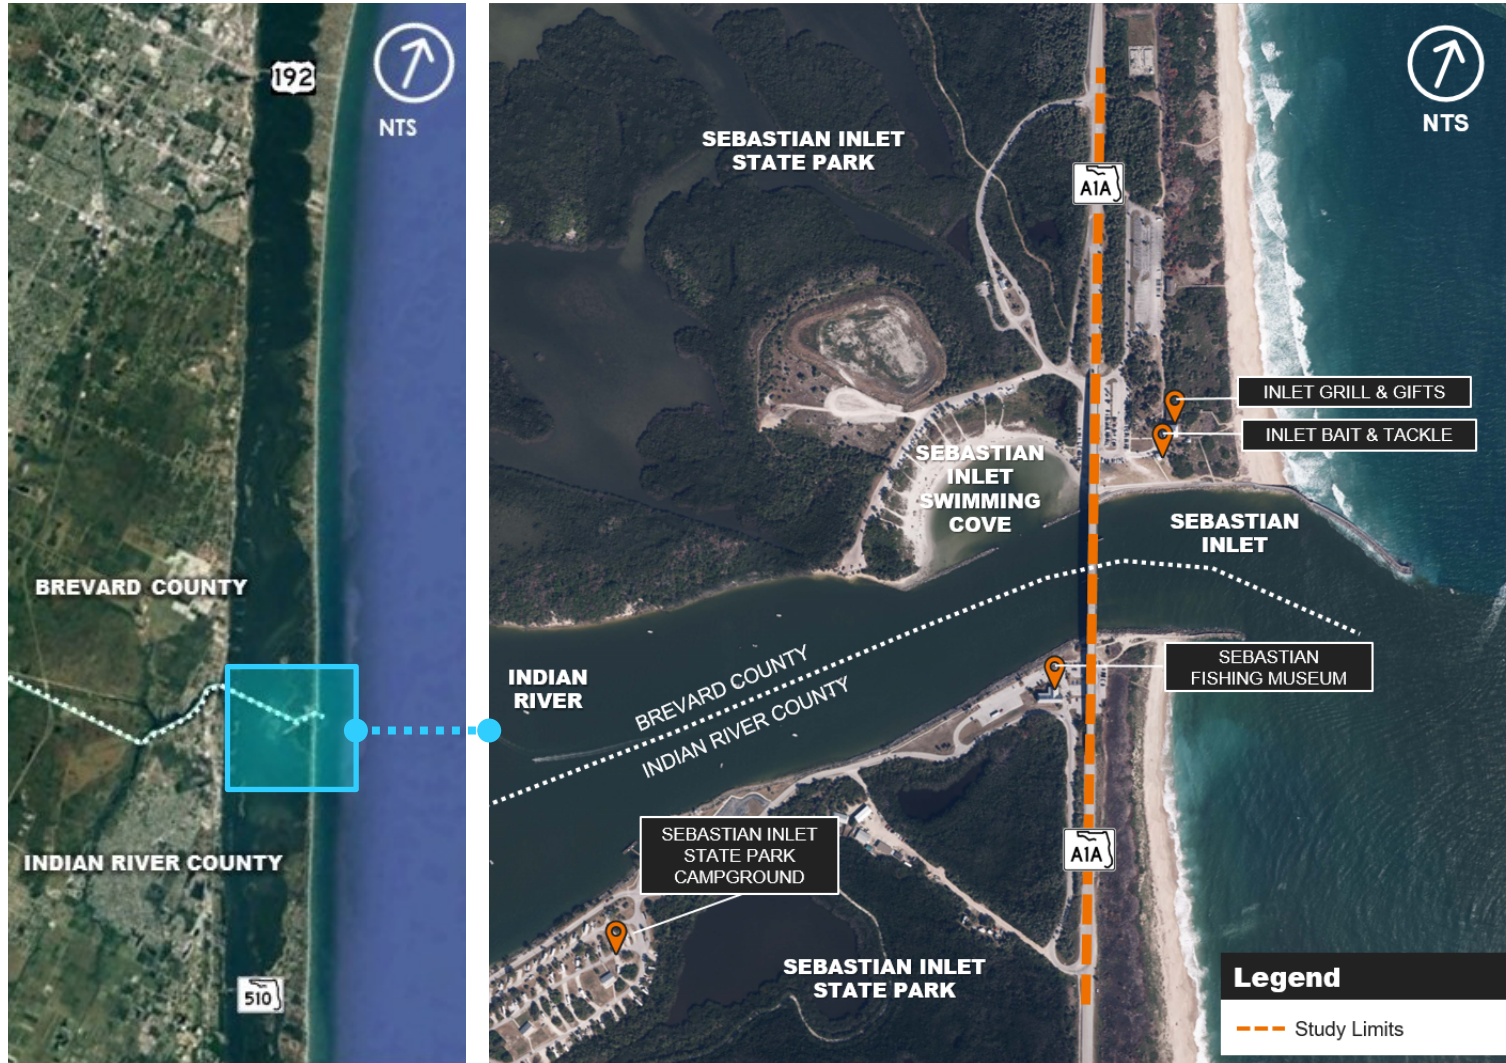 192
NTS
BREVARD COUNTY
INDIAN RIVER COUNTY
510
SEBASTIAN INLET
STATE PARK
A1A
NTS
INLET GRILL & GIFTS
INLET BAIT & TACKLE
SEBASTIAN
INLET
SWIMMING
COVE
SEBASTIAN
INLET
INDIAN
RIVER
BREVARD COUNTY
INDIAN RIVER COUNTY
SEBASTIAN
FISHING MUSEUM
SEBASTIAN INLET
STATE PARK
CAMPGROUND
A1A
SEBASTIAN INLET
STATE PARK
Legend
Study Limits